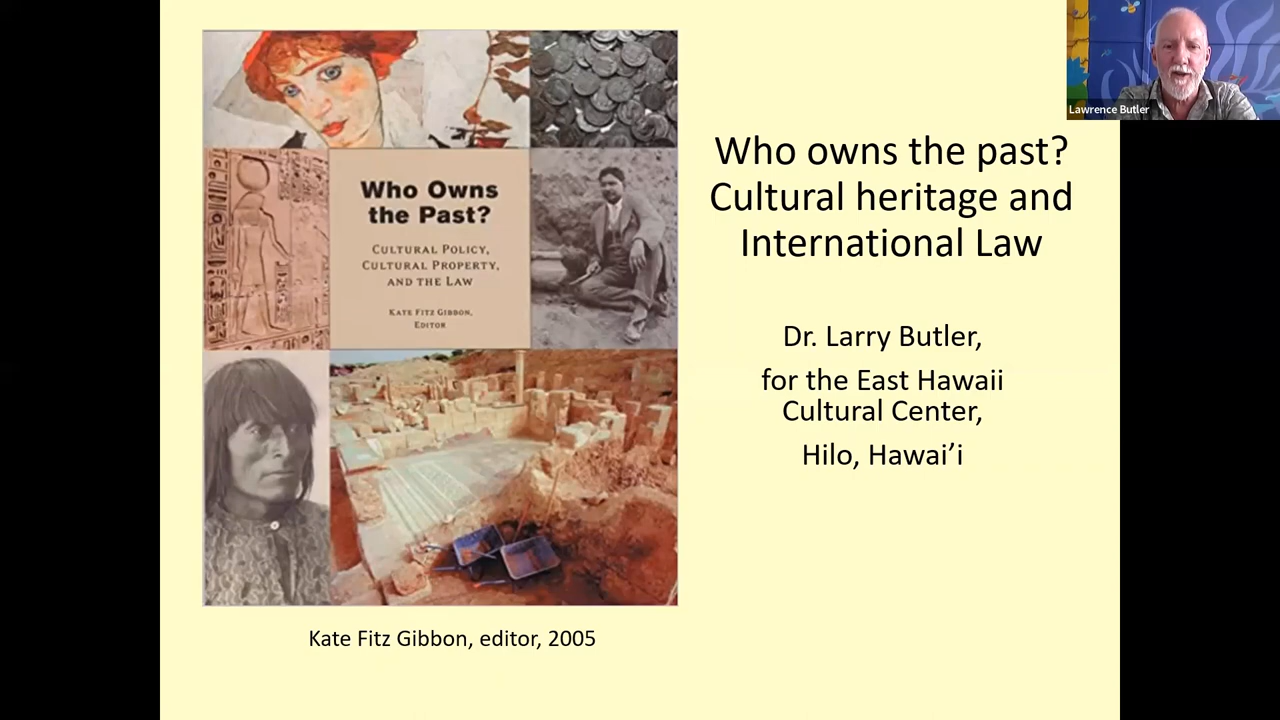 Lawrence Butler
Who Owns
the Past?
CULTURAL POLICY,
CULTURAL PROPERTY,
AND THE LAW
KATE FITZ GIBBON,
EDITOR
Kate Fitz Gibbon, editor, 2005
Who owns the past?
Cultural heritage and
International Law
Dr. Larry Butler,
for the East Hawaii
Cultural Center,
Hilo, Hawai’i